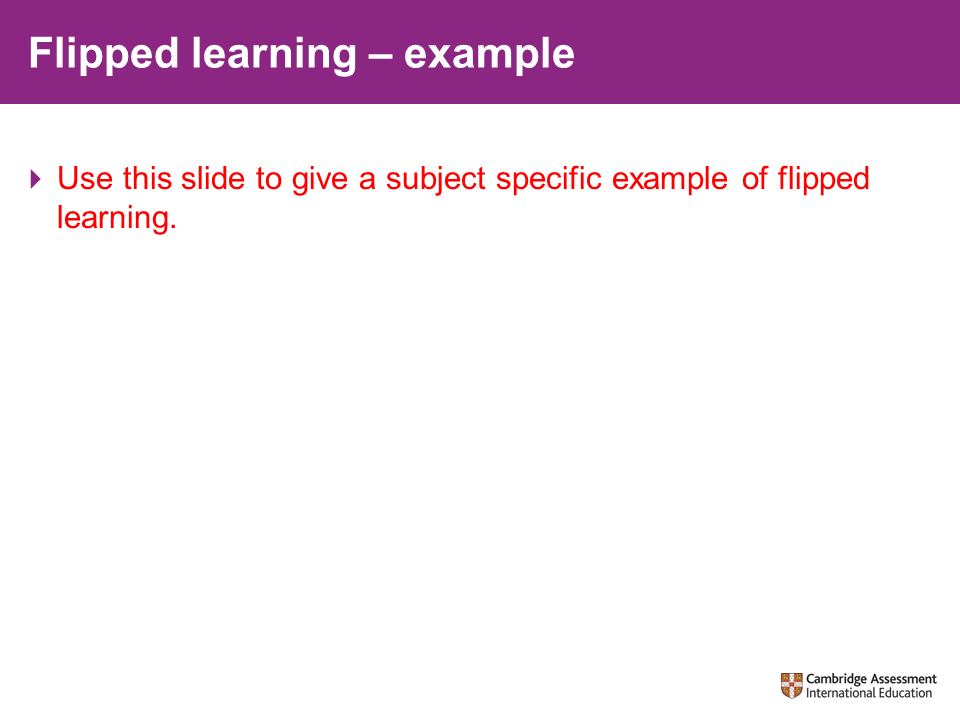 Flipped learning – example
Use this slide to give a subject specific example of flipped
learning.
Cambridge Assessment
International Education